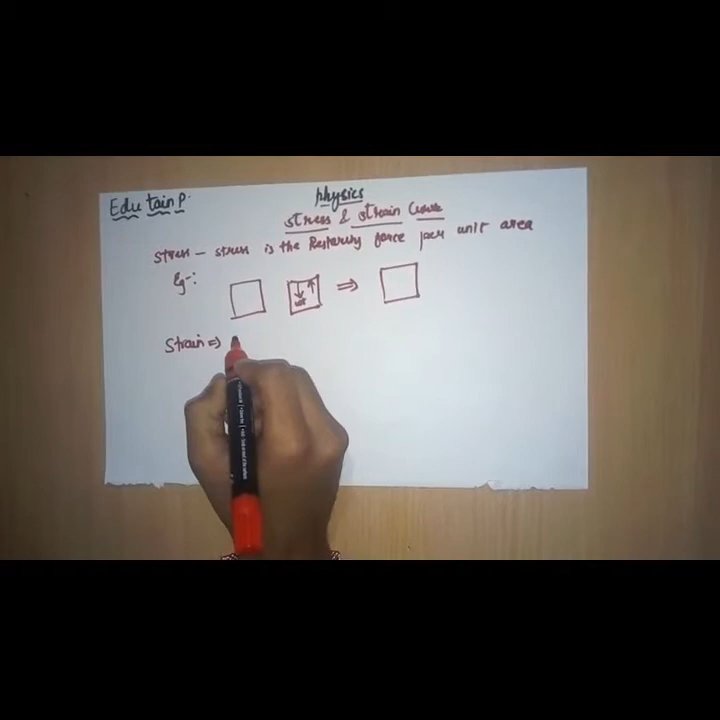 Edu tain P.
Physics
Stress & strain Curve
Stress - stress is the Restoring force per unit area
Eg-:
Strain ⇒